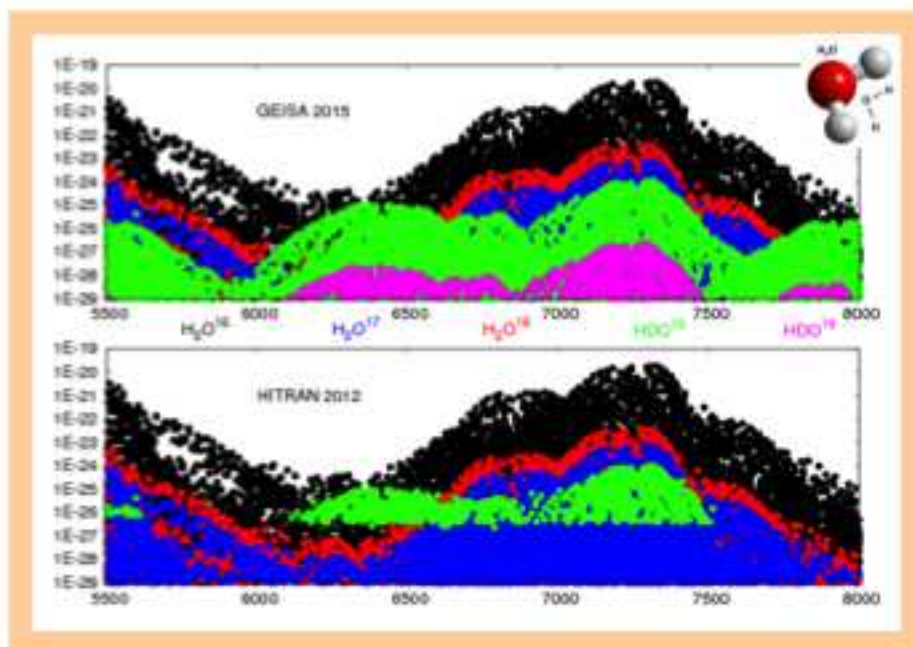 H₂O
1E-19
1E-20
1E-21
1E-22
1E-23
1E-24
1E-25
1E-26
1E-27
1E-28
1E-29
GEISA 2015
5500 6000 6500 7000 7500 8000
H₂O¹⁶ H₂O¹⁷ H₂O¹⁸ HDO¹⁶ HDO¹⁸
1E-19
1E-20
1E-21
1E-22
1E-23
1E-24
1E-25
1E-26
1E-27
1E-28
1E-29
HITRAN 2012
5500 6000 6500 7000 7500 8000